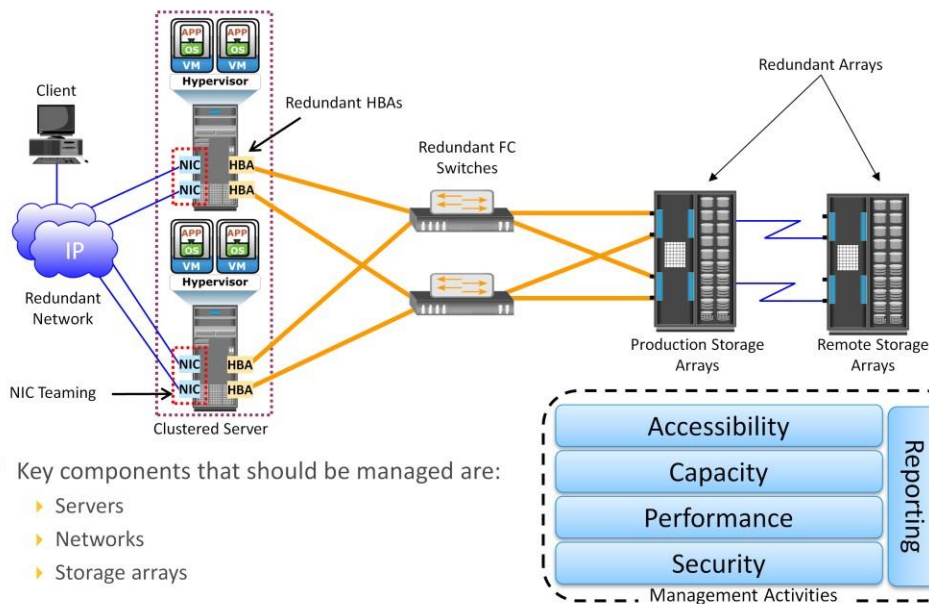 APP
APP
OS
OS
VM
VM
Hypervisor
Redundant Arrays
Client
Redundant HBAs
Redundant FC
Switches
NIC
HBA
NIC
HBA
APP
APP
OS
OS
VM
VM
IP
Hypervisor
Redundant
Network
Production Storage
Arrays
Remote Storage
Arrays
NIC
HBA
NIC
HBA
NIC Teaming
Clustered Server
Key components that should be managed are:
Servers
Networks
Storage arrays
Accessibility
Capacity
Performance
Security
Reporting
Management Activities